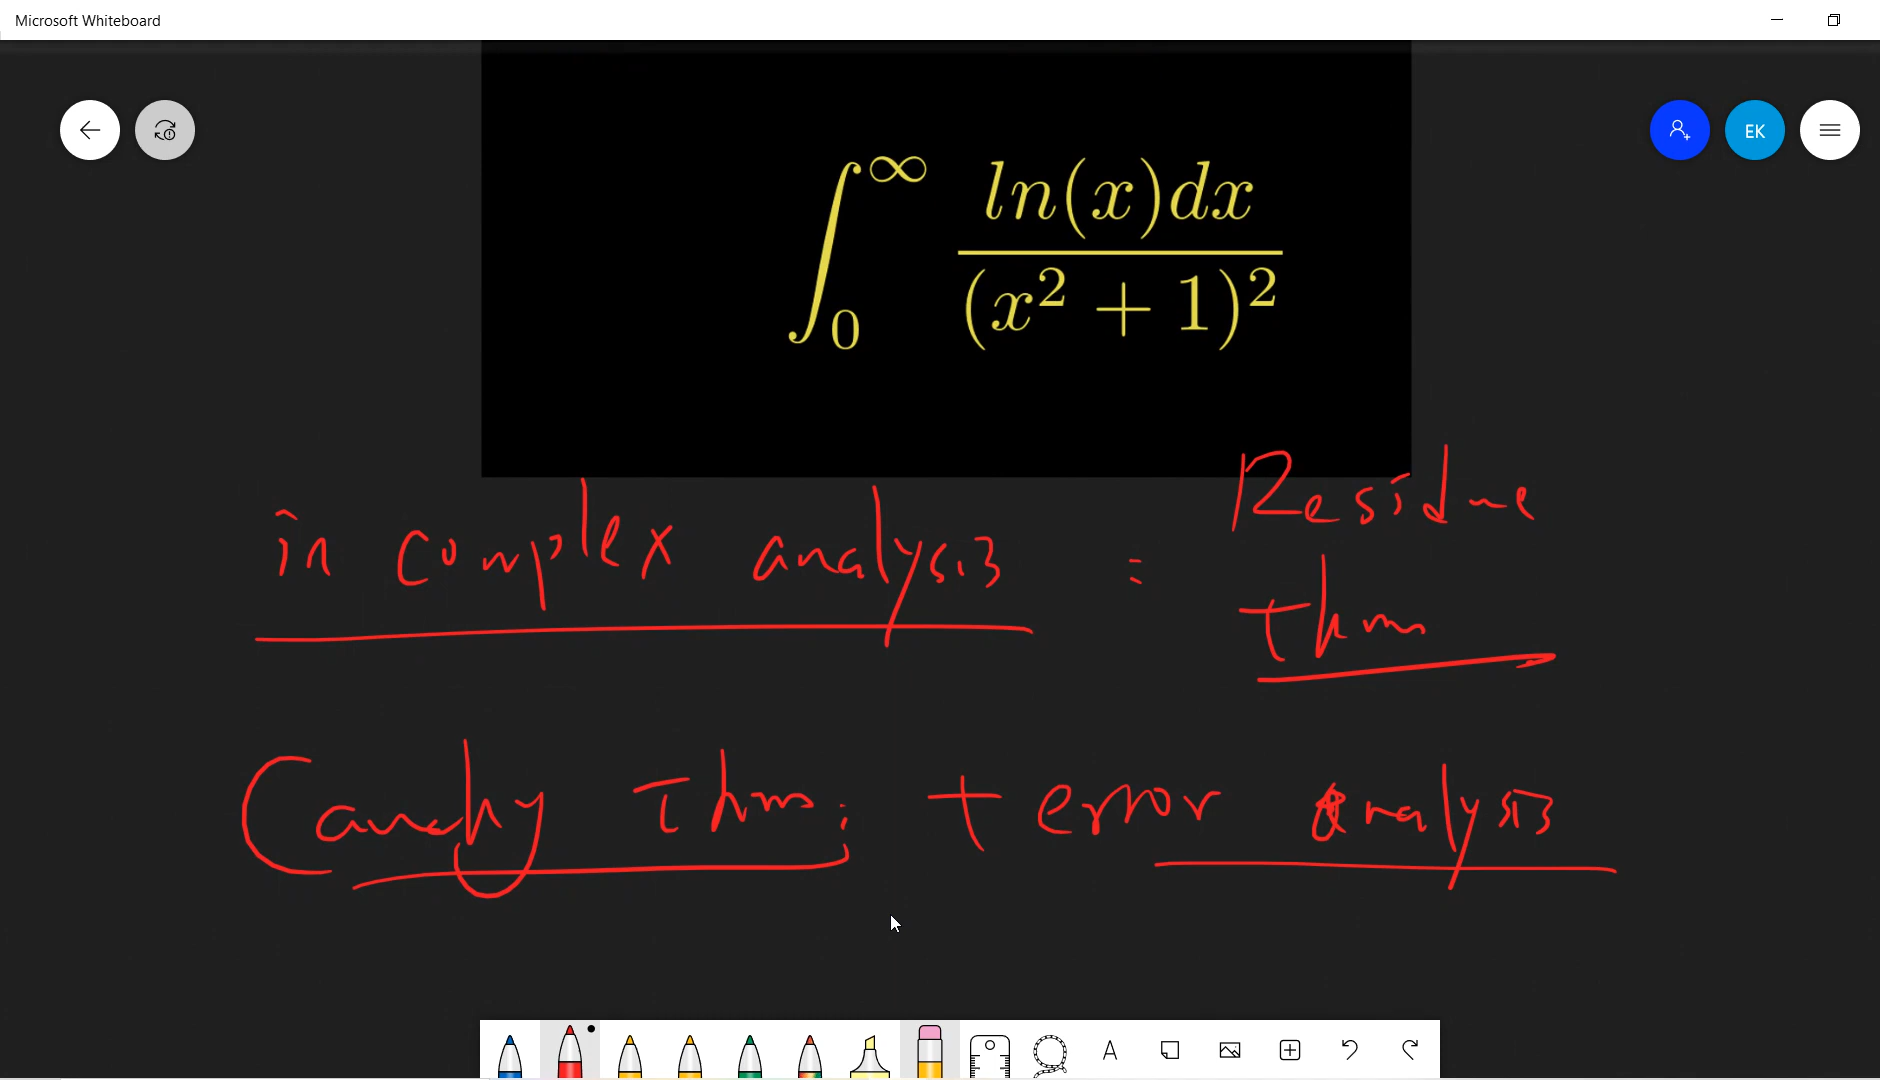 Microsoft Whiteboard
EK
∫₀^∞ ln(x)dx / (x² + 1)²
Residue
in complex analysis =
thm
Cauchy Thm; + error analysis
A